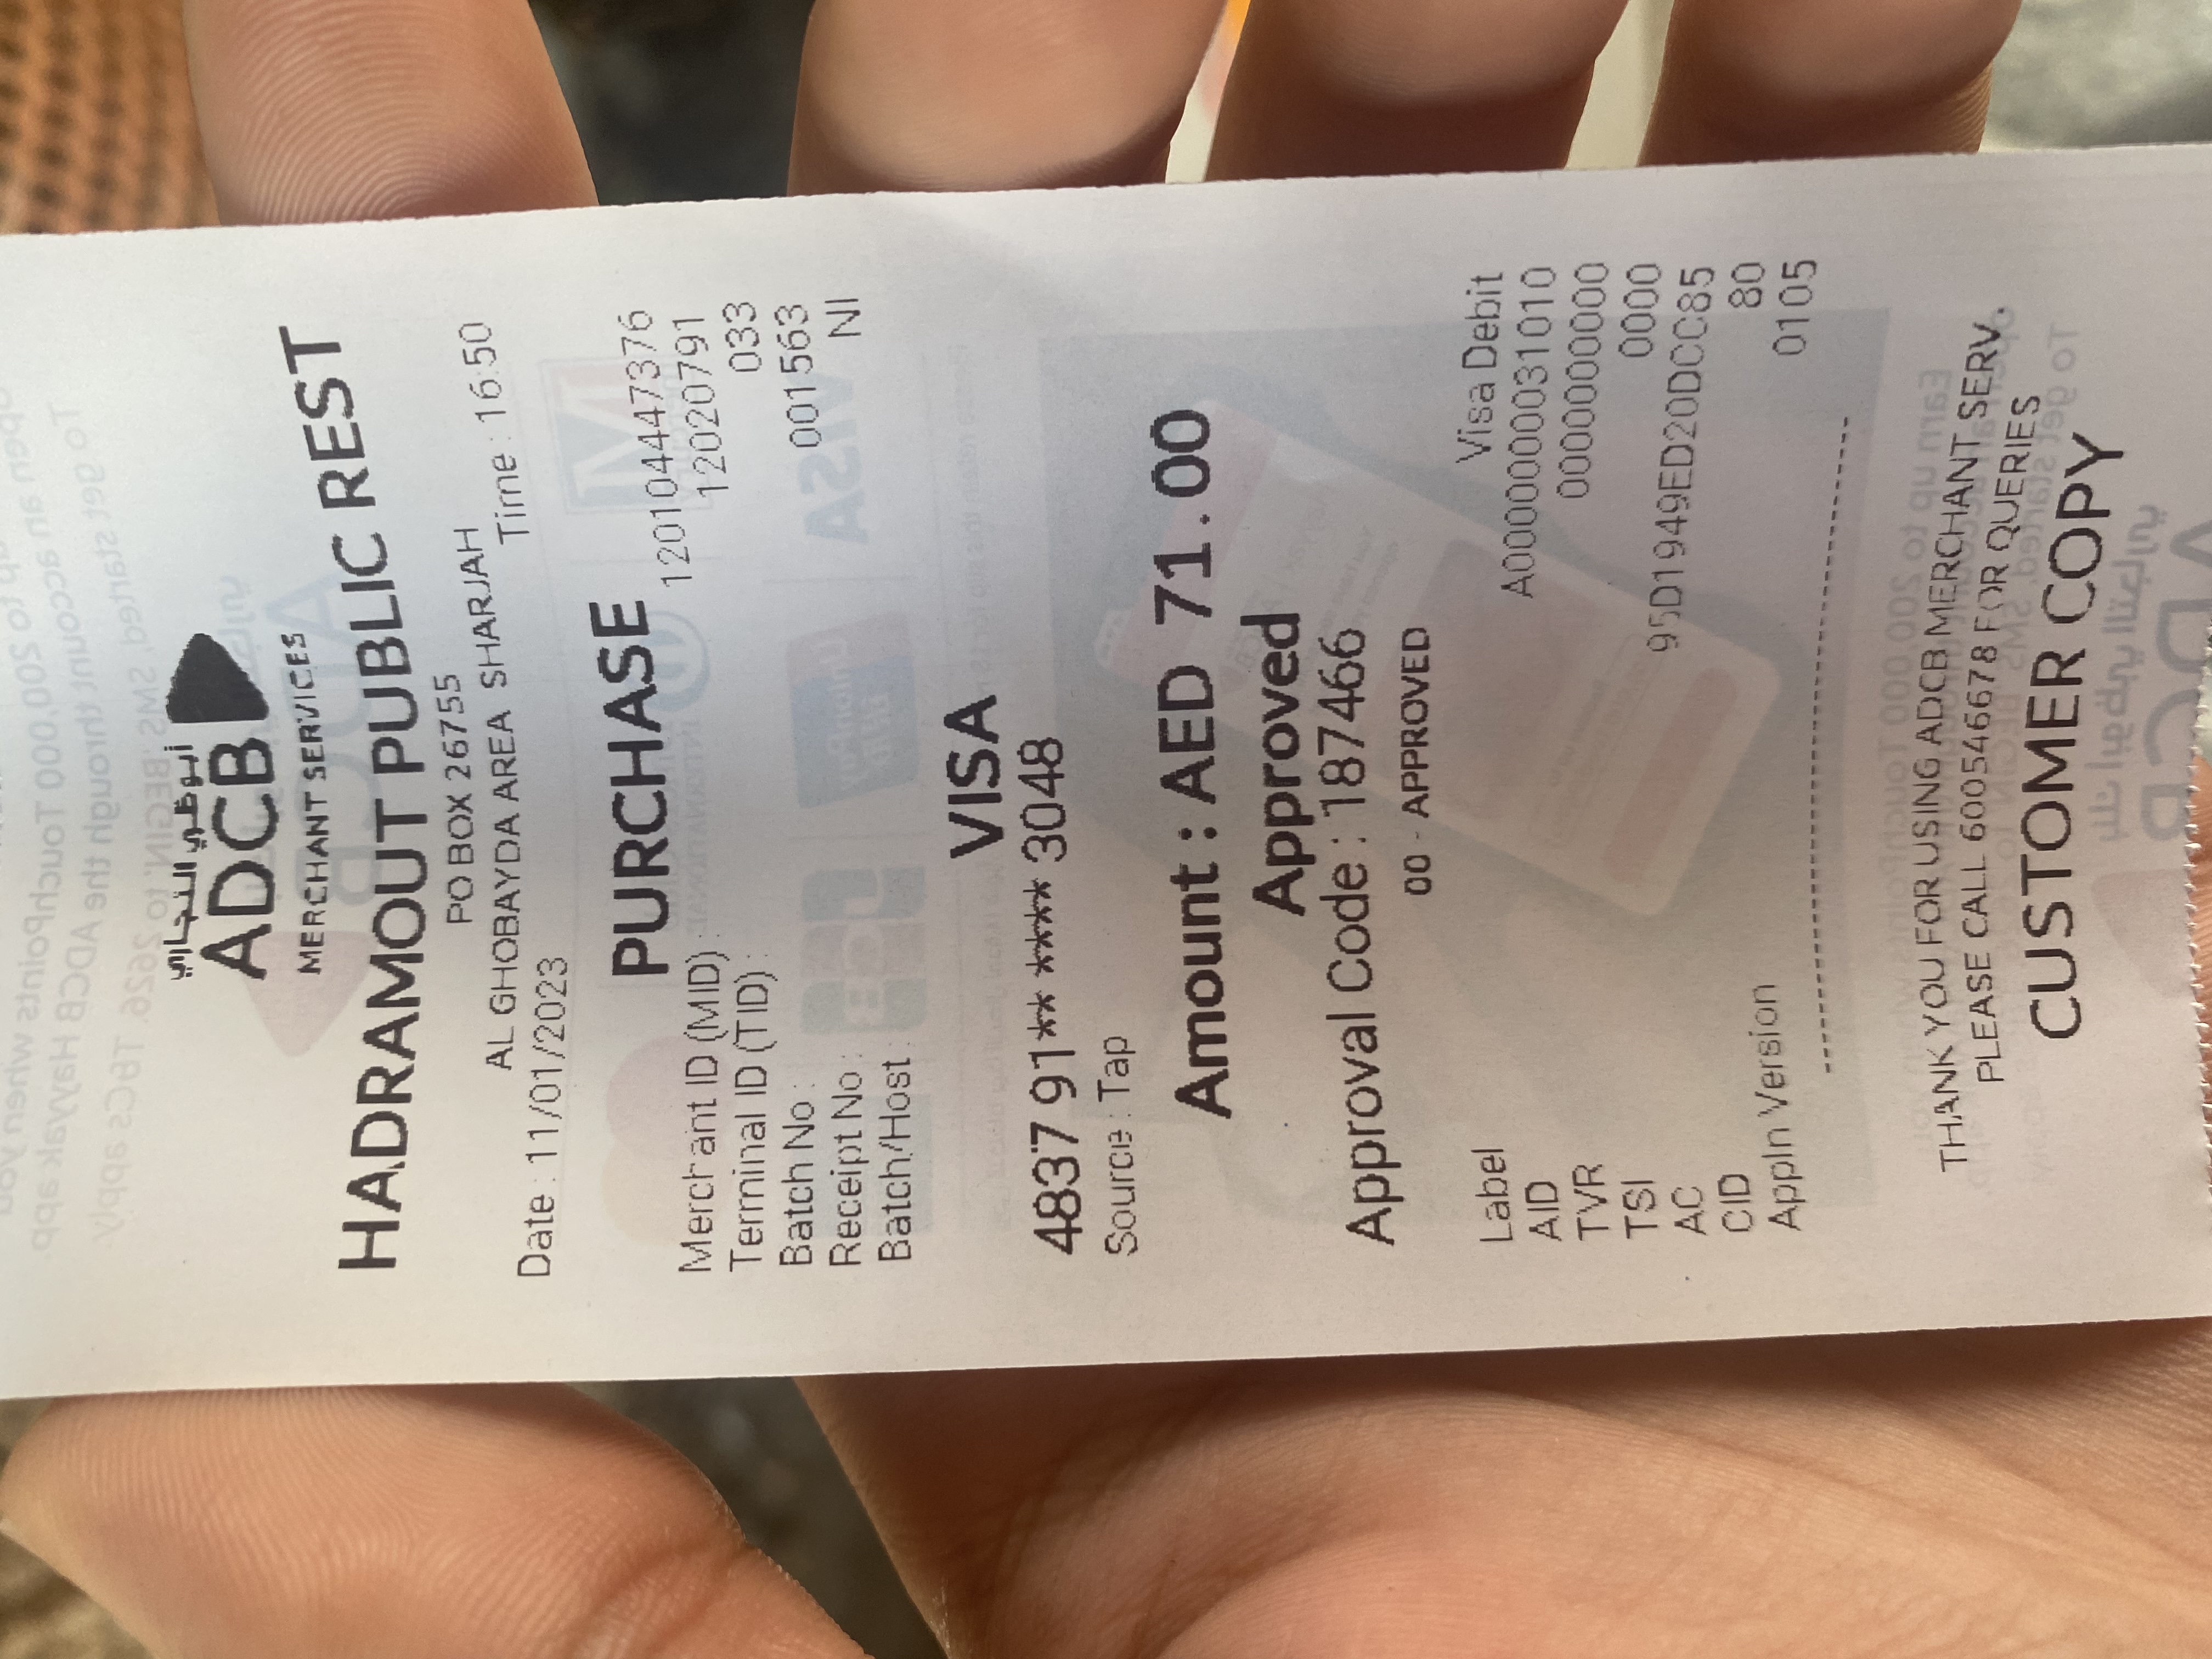 أبوظبي التجاري
ADCB
MERCHANT SERVICES
HADRAMOUT PUBLIC REST
PO BOX 26755
AL GHOBAYDA AREA SHARJAH
Date : 11/01/2023 Time : 16:50
PURCHASE
Merchant ID (MID) : 120104447376
Terminal ID (TID) : 12020791
Batch No : 033
Receipt No : 001563
Batch/Host : NI
VISA
4837 91** **** 3048
Source : Tap
Amount : AED 71.00
Approved
Approval Code : 187466
00 - APPROVED
Label Visa Debit
AID A0000000031010
TVR 0000000000
TSI 0000
AC 95D1949ED20DCC85
CID 80
AppIn Version 0105
THANK YOU FOR USING ADCB MERCHANT SERV.
PLEASE CALL 600546678 FOR QUERIES
CUSTOMER COPY